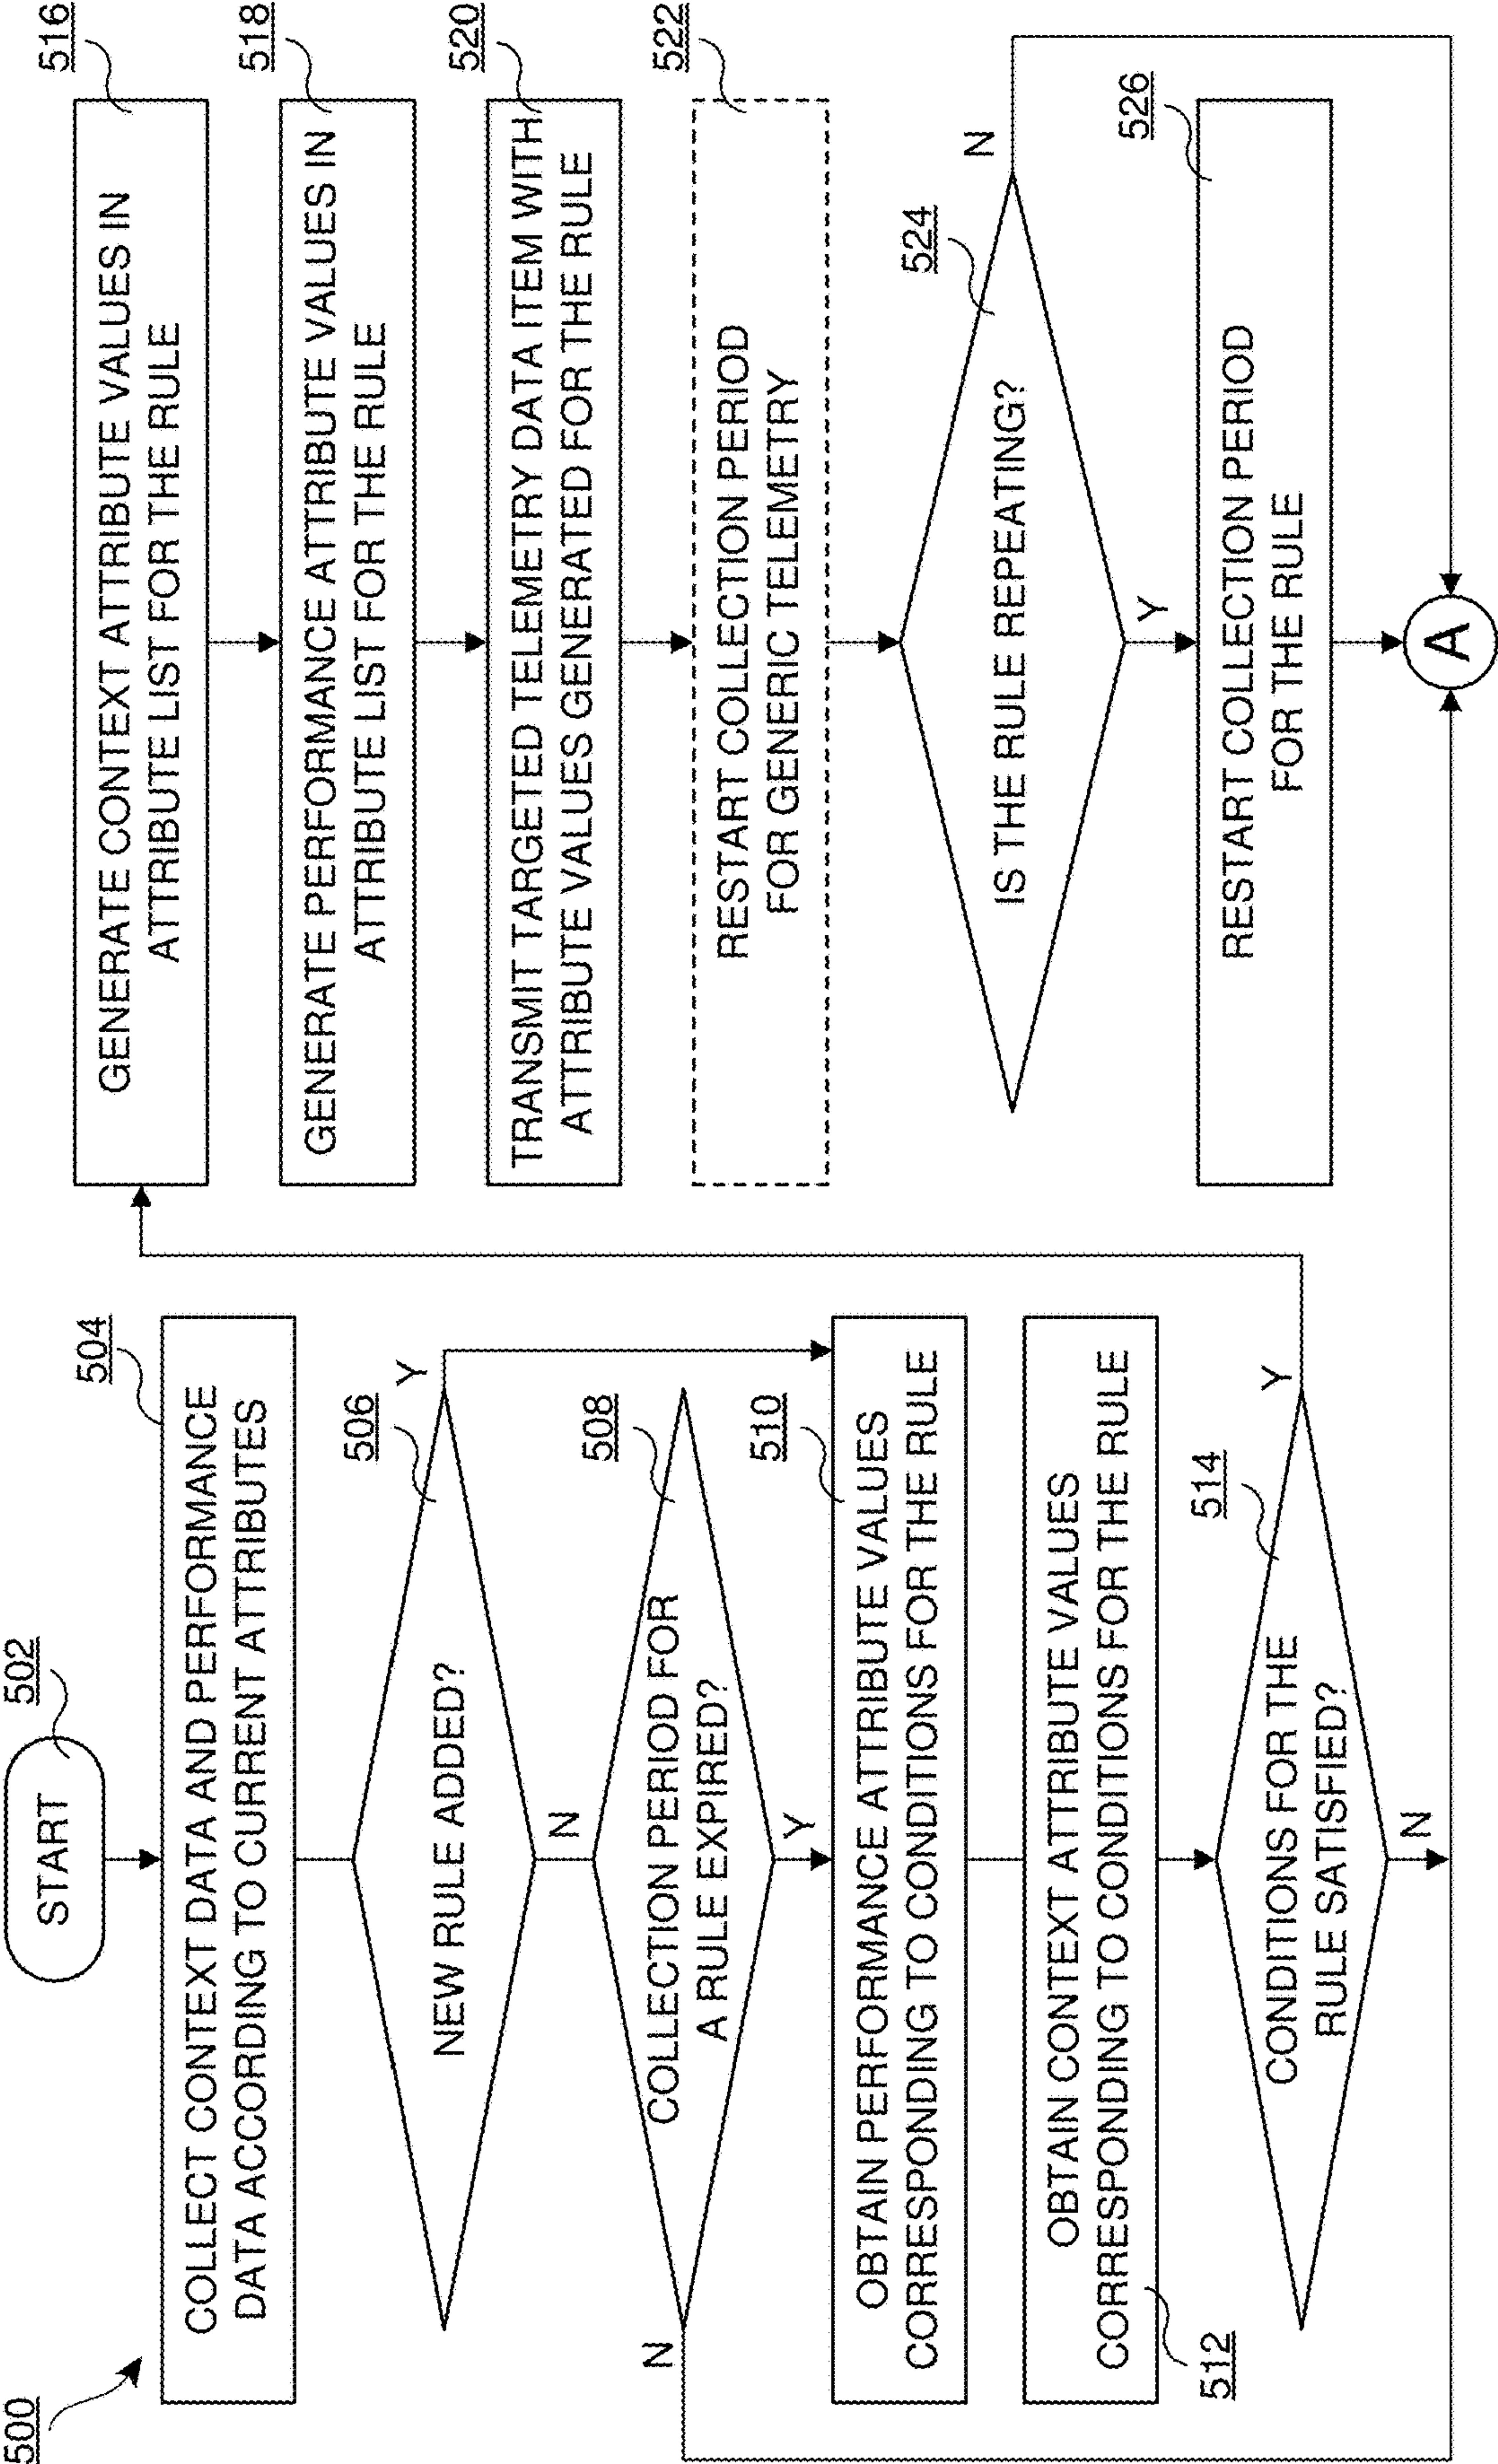 500
502
START
504
COLLECT CONTEXT DATA AND PERFORMANCE
DATA ACCORDING TO CURRENT ATTRIBUTES
506
NEW RULE ADDED?
Y
N
508
COLLECTION PERIOD FOR
A RULE EXPIRED?
N
Y
510
OBTAIN PERFORMANCE ATTRIBUTE VALUES
CORRESPONDING TO CONDITIONS FOR THE RULE
OBTAIN CONTEXT ATTRIBUTE VALUES
CORRESPONDING TO CONDITIONS FOR THE RULE
512
514
CONDITIONS FOR THE
RULE SATISFIED?
Y
N
516
GENERATE CONTEXT ATTRIBUTE VALUES IN
ATTRIBUTE LIST FOR THE RULE
518
GENERATE PERFORMANCE ATTRIBUTE VALUES IN
ATTRIBUTE LIST FOR THE RULE
520
TRANSMIT TARGETED TELEMETRY DATA ITEM WITH
ATTRIBUTE VALUES GENERATED FOR THE RULE
522
RESTART COLLECTION PERIOD
FOR GENERIC TELEMETRY
524
IS THE RULE REPEATING?
N
Y
526
RESTART COLLECTION PERIOD
FOR THE RULE
A